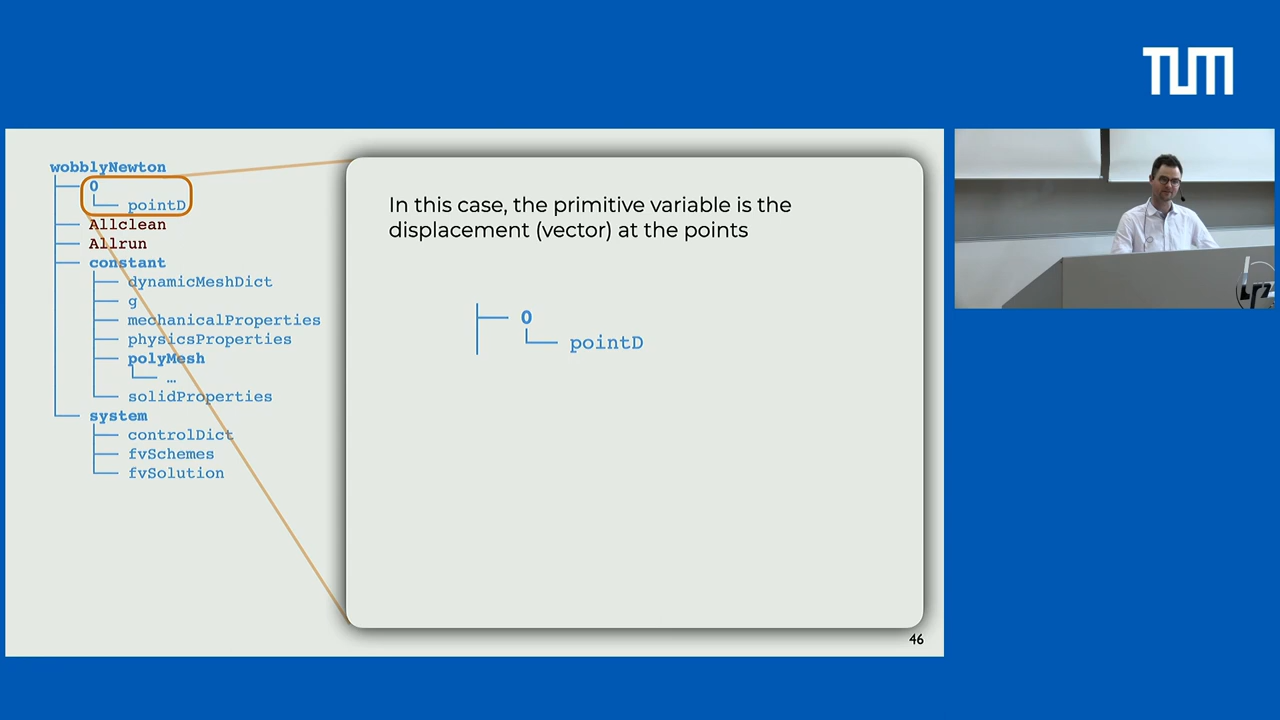 TUM
wobblyNewton
0
pointD
Allclean
Allrun
constant
dynamicMeshDict
g
mechanicalProperties
physicsProperties
polyMesh
…
solidProperties
system
controlDict
fvSchemes
fvSolution
In this case, the primitive variable is the
displacement (vector) at the points
0
pointD
46